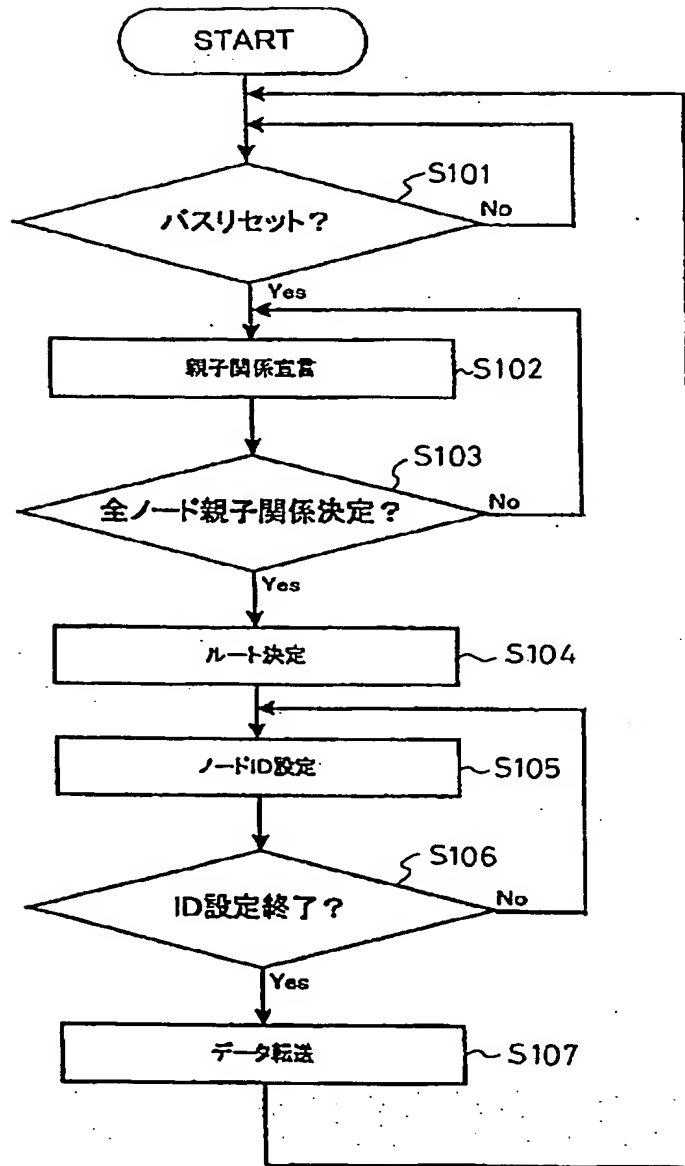 START
S101
バスリセット?
No
Yes
親子関係宣言
S102
S103
全ノード親子関係決定?
No
Yes
ルート決定
S104
ノードID設定
S105
S106
ID設定終了?
No
Yes
データ転送
S107